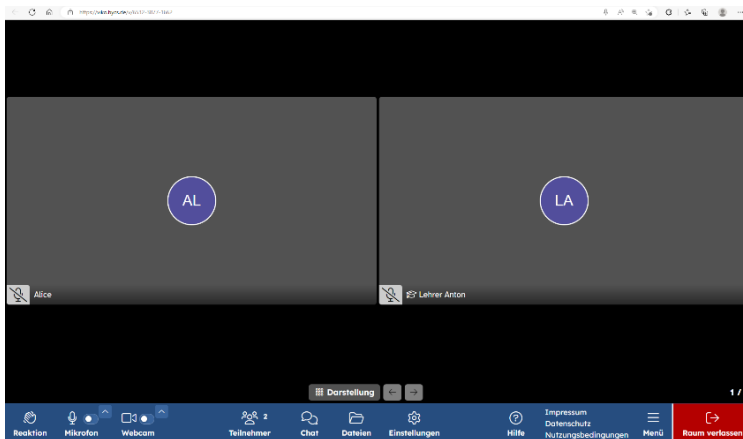 AL
LA
Alice
Lehrer Anton
Darstellung
1 /
Reaktion
Mikrofon
Webcam
Teilnehmer
2
Chat
Dateien
Einstellungen
Hilfe
Impressum
Datenschutz
Nutzungsbedingungen
Menü
Raum verlassen